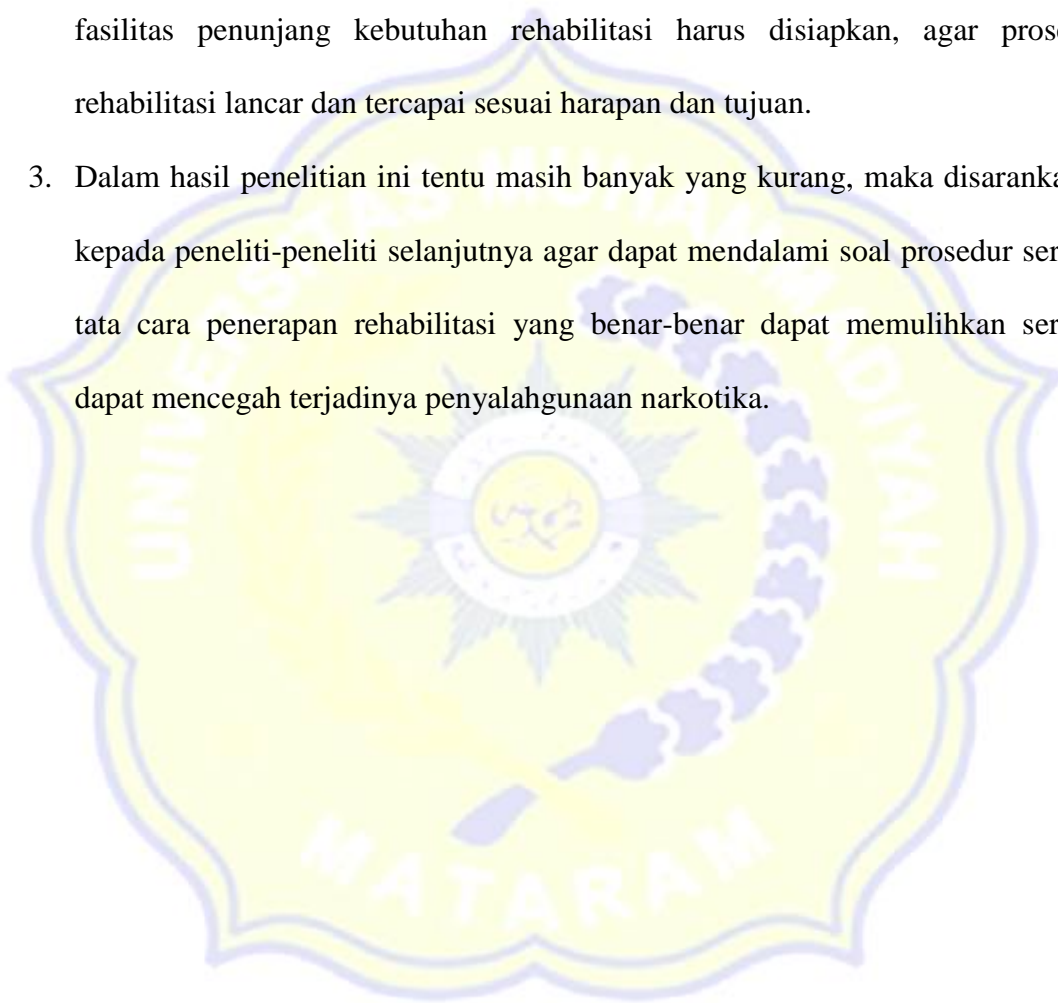 fasilitas penunjang kebutuhan rehabilitasi harus disiapkan, agar prose
rehabilitasi lancar dan tercapai sesuai harapan dan tujuan.
3. Dalam hasil penelitian ini tentu masih banyak yang kurang, maka disaranka
kepada peneliti-peneliti selanjutnya agar dapat mendalami soal prosedur ser
tata cara penerapan rehabilitasi yang benar-benar dapat memulihkan ser
dapat mencegah terjadinya penyalahgunaan narkotika.
UNIVERSITAS MUHAMMADIYAH
MATARAM